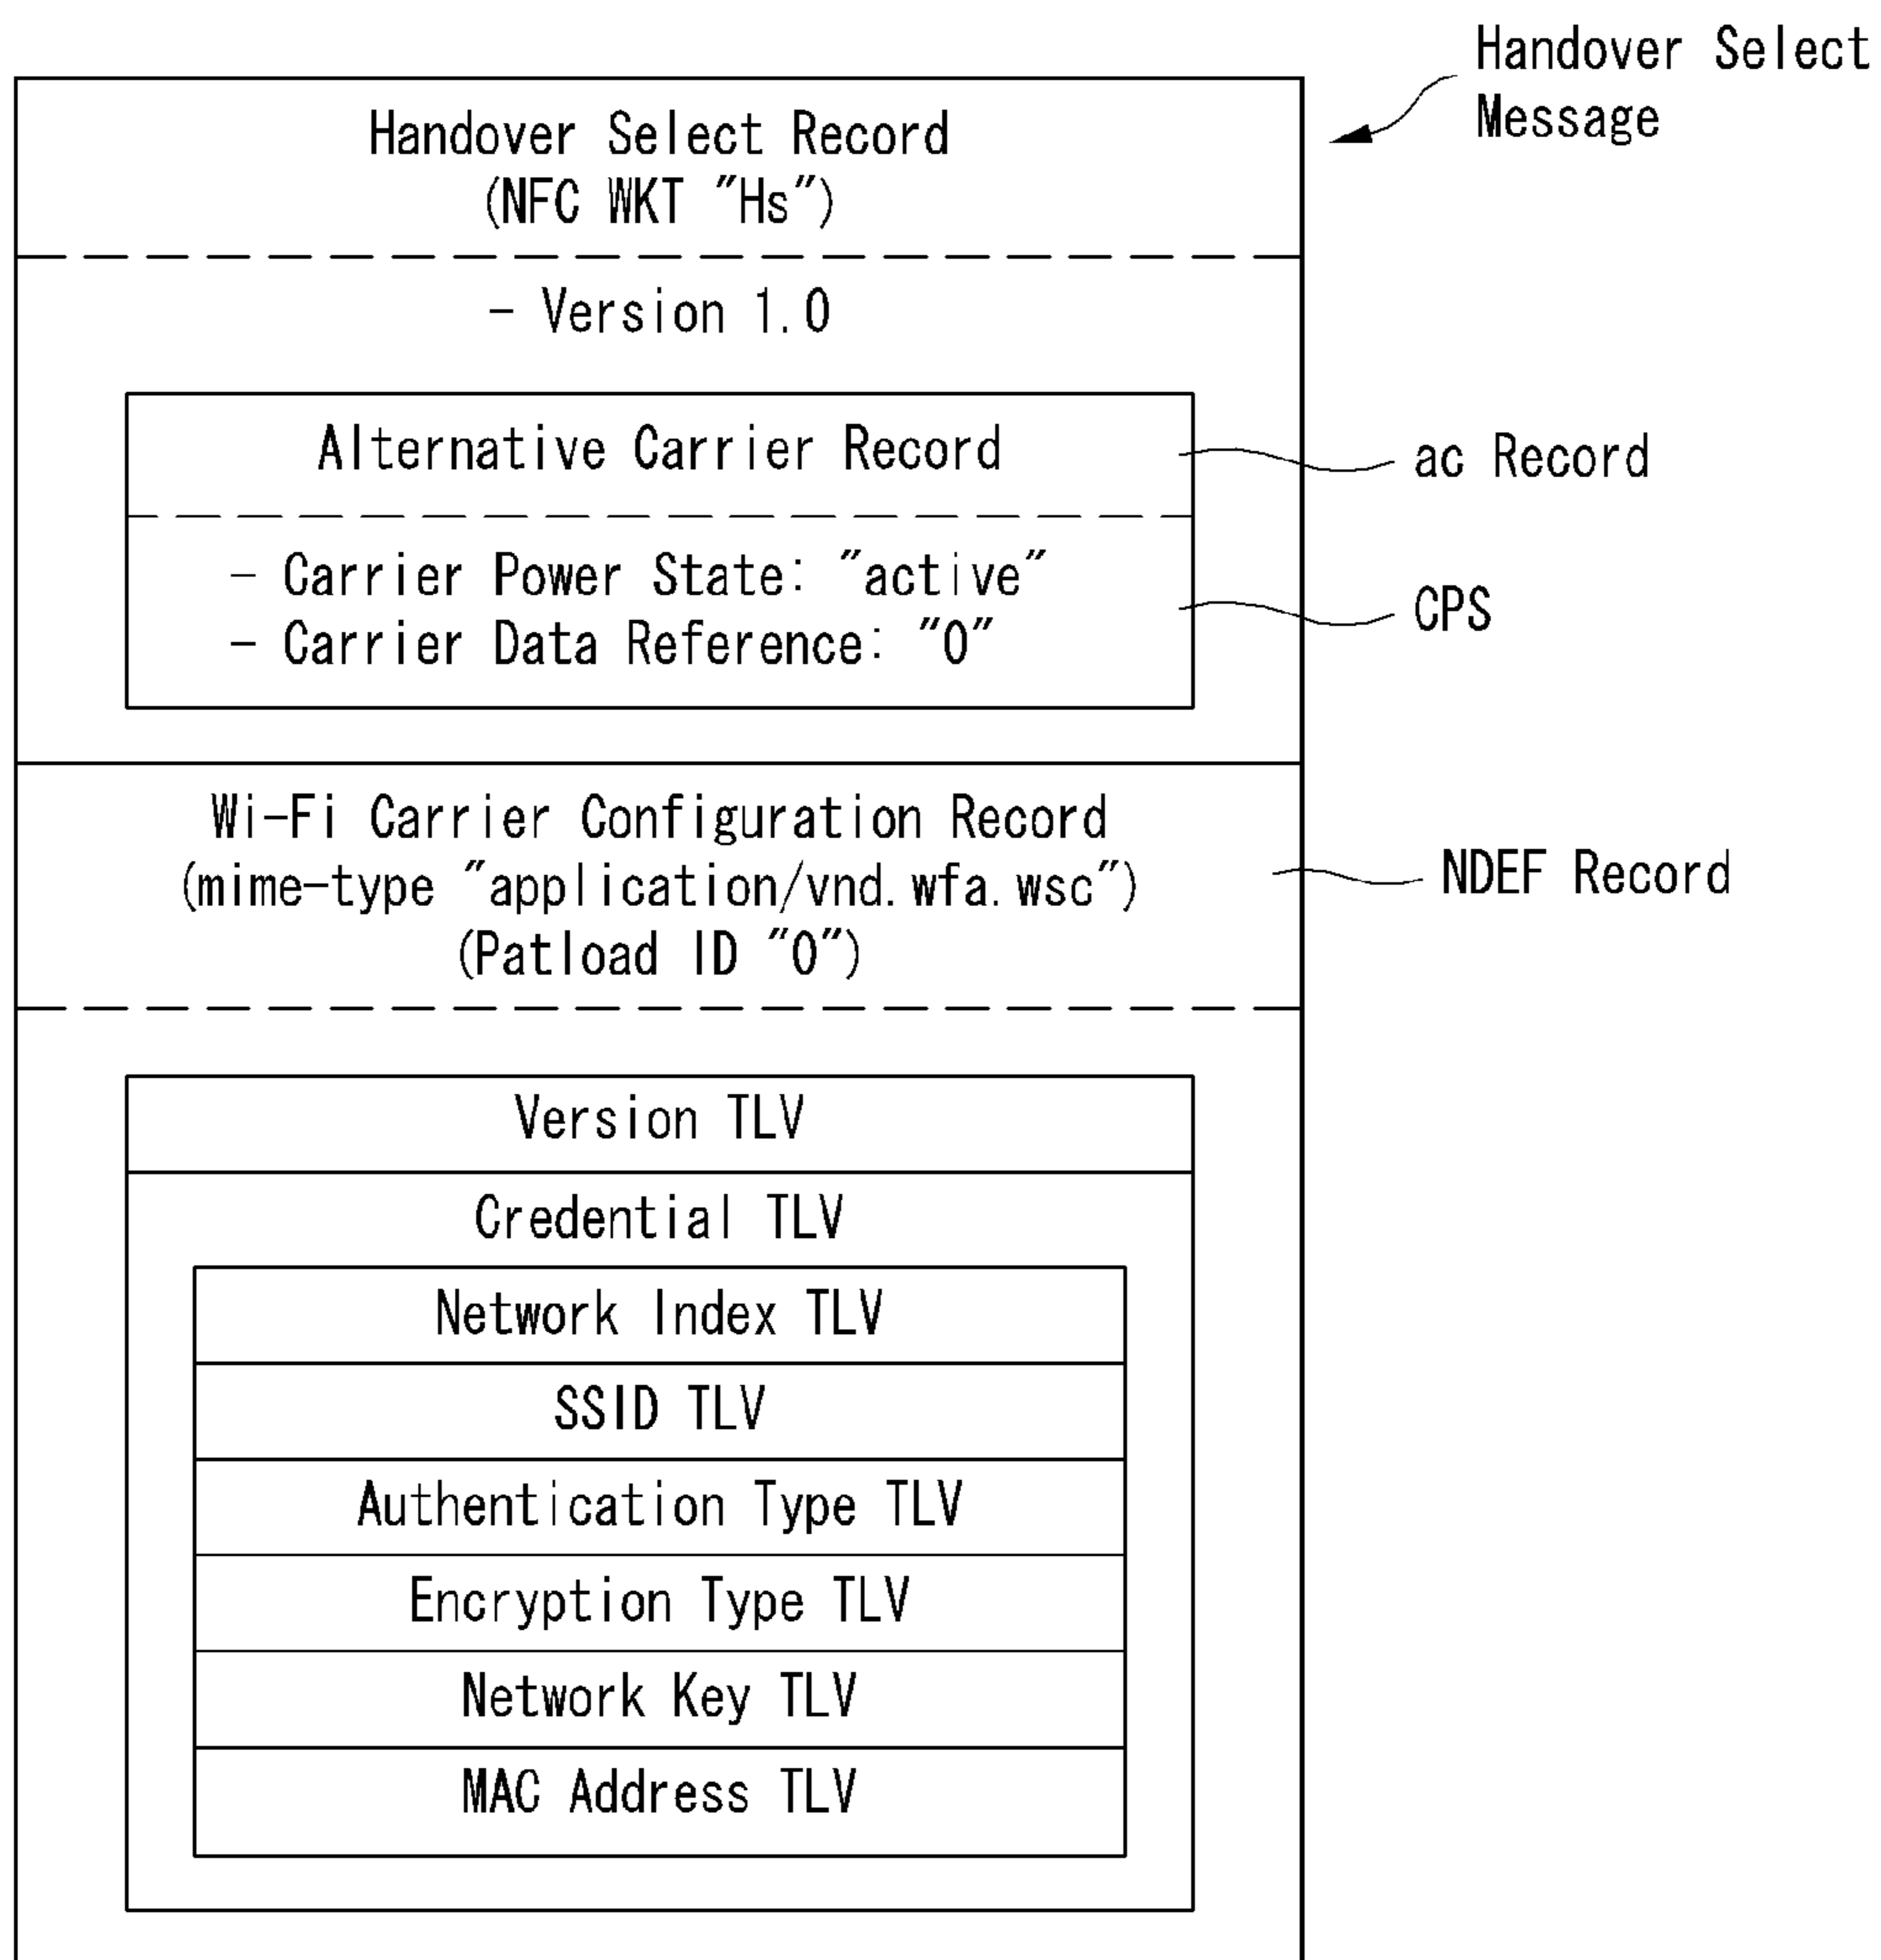 Handover Select
Message
Handover Select Record
(NFC WKT "Hs")
- Version 1.0
Alternative Carrier Record
ac Record
- Carrier Power State: "active"
- Carrier Data Reference: "0"
CPS
Wi-Fi Carrier Configuration Record
(mime-type "application/vnd.wfa.wsc")
(Patload ID "0")
NDEF Record
Version TLV
Credential TLV
Network Index TLV
SSID TLV
Authentication Type TLV
Encryption Type TLV
Network Key TLV
MAC Address TLV